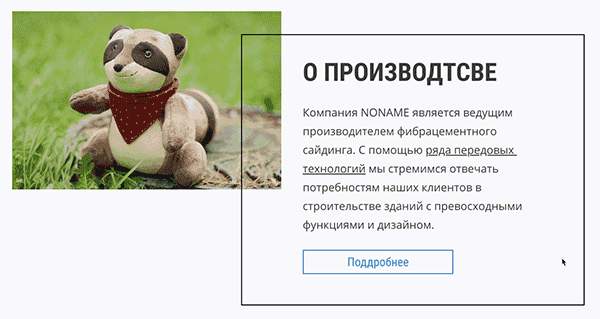 О ПРОИЗВОДТСВЕ
Компания NONAME является ведущим
производителем фибрацементного
сайдинга. С помощью ряда передовых
технологий мы стремимся отвечать
потребностям наших клиентов в
строительстве зданий с превосходными
функциями и дизайном.
Поддробнее